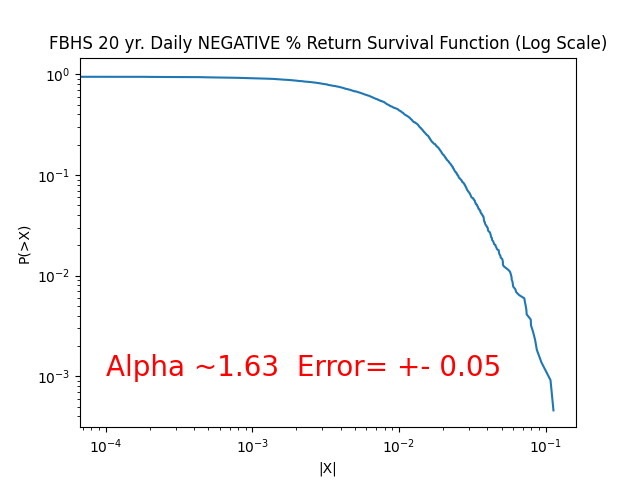 FBHS 20 yr. Daily NEGATIVE % Return Survival Function (Log Scale)
10⁰
10⁻¹
10⁻²
10⁻³
P(>X)
Alpha ~1.63  Error= +- 0.05
10⁻⁴
10⁻³
10⁻²
10⁻¹
|X|